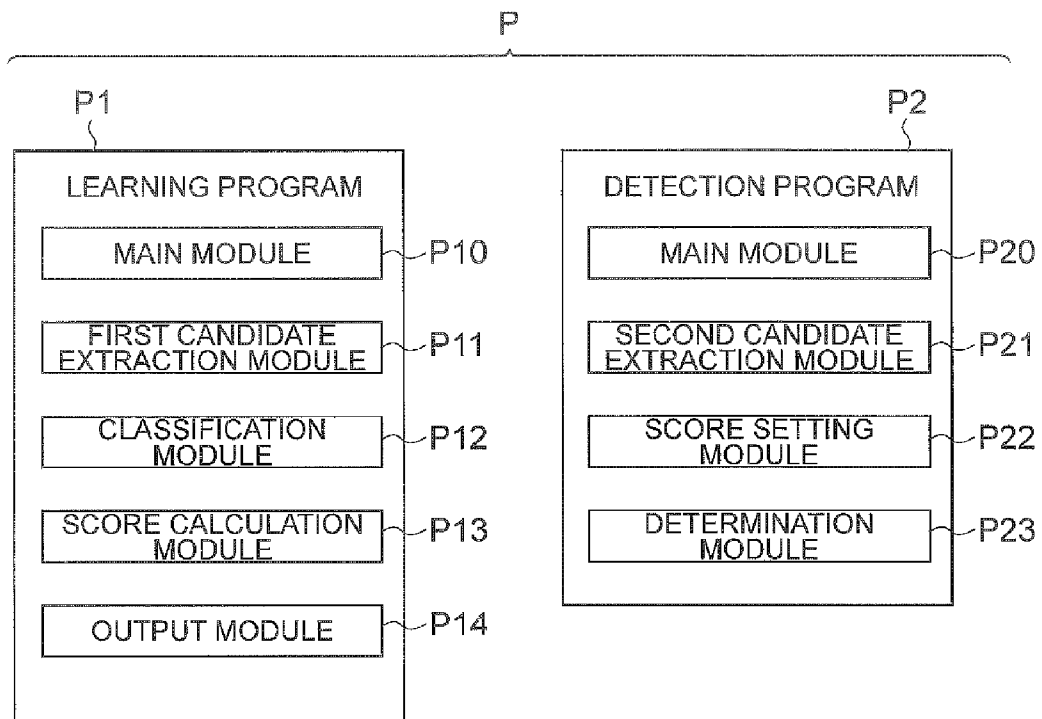 P
P1
LEARNING PROGRAM
MAIN MODULE
P10
FIRST CANDIDATE
EXTRACTION MODULE
P11
CLASSIFICATION
MODULE
P12
SCORE CALCULATION
MODULE
P13
OUTPUT MODULE
P14
P2
DETECTION PROGRAM
MAIN MODULE
P20
SECOND CANDIDATE
EXTRACTION MODULE
P21
SCORE SETTING
MODULE
P22
DETERMINATION
MODULE
P23